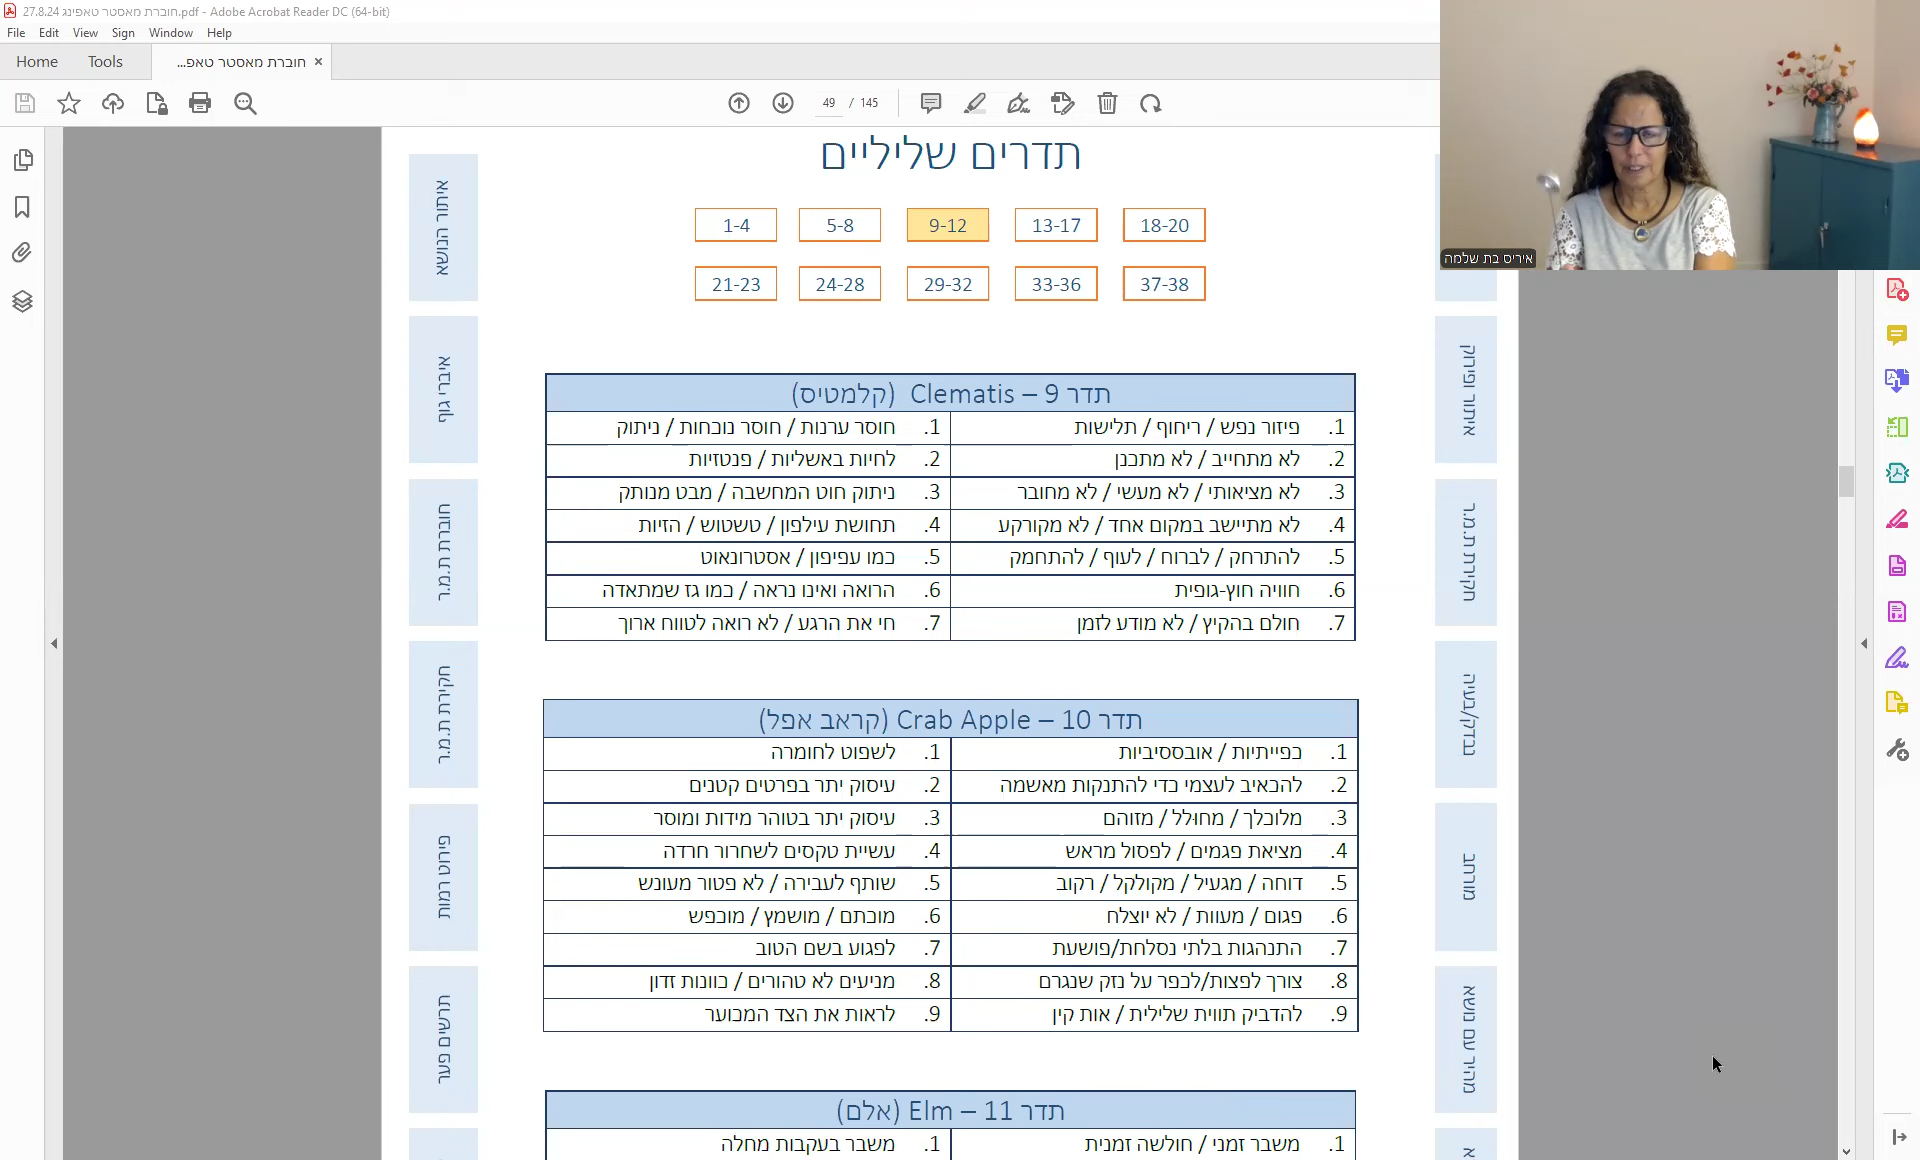 חוברת מאסטר טאפינג 27.8.24.pdf - Adobe Acrobat Reader DC (64-bit)
File Edit View Sign Window Help
Home Tools חוברת מאסטר טאפ...
49 / 145
איריס בת שלמה
תדרים שליליים
1-4 5-8 9-12 13-17 18-20
21-23 24-28 29-32 33-36 37-38
איתור הנושא
איברי גוף
חוברת ת.מ.ר
חקירת ת.מ.ר
פירוט רמות
תרשים פער
איתור ופירוק
חקירת ת.מ.ר
נבדק/בעיה
מורחב
מהיר עם נושא
א
תדר 9 – Clematis (קלמטיס)
1. פיזור נפש / ריחוף / תלישות 1. חוסר ערנות / חוסר נוכחות / ניתוק
2. לא מתחייב / לא מתכנן 2. לחיות באשליות / פנטזיות
3. לא מציאותי / לא מעשי / לא מחובר 3. ניתוק חוט המחשבה / מבט מנותק
4. לא מתיישב במקום אחד / לא מקורקע 4. תחושת עילפון / טשטוש / הזיות
5. להתרחק / לברוח / לעוף / להתחמק 5. כמו עפיפון / אסטרונאוט
6. חוויה חוץ-גופית 6. הרואה ואינו נראה / כמו גז שמתאדה
7. חולם בהקיץ / לא מודע לזמן 7. חי את הרגע / לא רואה לטווח ארוך
תדר 10 – Crab Apple (קראב אפל)
1. כפייתיות / אובססיביות 1. לשפוט לחומרה
2. להכאיב לעצמי כדי להתנקות מאשמה 2. עיסוק יתר בפרטים קטנים
3. מלוכלך / מחולל / מזוהם 3. עיסוק יתר בטוהר מידות ומוסר
4. מציאת פגמים / לפסול מראש 4. עשיית טקסים לשחרור חרדה
5. דוחה / מגעיל / מקולקל / רקוב 5. שותף לעבירה / לא פטור מעונש
6. פגום / מעוות / לא יוצלח 6. מוכתם / מושמץ / מוכפש
7. התנהגות בלתי נסלחת/פושעת 7. לפגוע בשם הטוב
8. צורך לפצות/לכפר על נזק שנגרם 8. מניעים לא טהורים / כוונות זדון
9. להדביק תווית שלילית / אות קין 9. לראות את הצד המכוער
תדר 11 – Elm (אלם)
1. משבר זמני / חולשה זמנית 1. משבר בעקבות מחלה